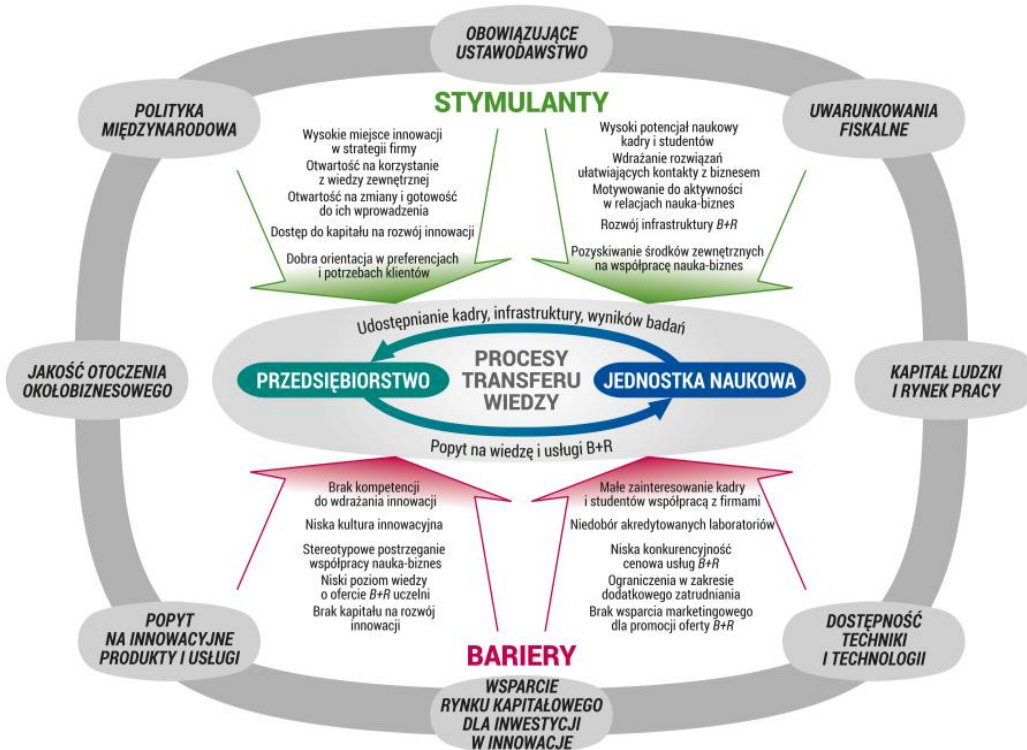 OBOWIĄZUJĄCE
USTAWODAWSTWO
POLITYKA
MIĘDZYNARODOWA
STYMULANTY
UWARUNKOWANIA
FISKALNE
Wysokie miejsce innowacji
w strategii firmy
Otwartość na korzystanie
z wiedzy zewnętrznej
Otwartość na zmiany i gotowość
do ich wprowadzenia
Dostęp do kapitału na rozwój innowacji
Dobra orientacja w preferencjach
i potrzebach klientów
Wysoki potencjał naukowy
kadry i studentów
Wdrażanie rozwiązań
ułatwiających kontakty z biznesem
Motywowanie do aktywności
w relacjach nauka-biznes
Rozwój infrastruktury B+R
Pozyskiwanie środków zewnętrznych
na współpracę nauka-biznes
Udostępnianie kadry, infrastruktury, wyników badań
JAKOŚĆ OTOCZENIA
OKOŁOBIZNESOWEGO
PRZEDSIĘBIORSTWO
PROCESY
TRANSFERU
WIEDZY
JEDNOSTKA NAUKOWA
KAPITAŁ LUDZKI
I RYNEK PRACY
Popyt na wiedzę i usługi B+R
Brak kompetencji
do wdrażania innowacji
Niska kultura innowacyjna
Stereotypowe postrzeganie
współpracy nauka-biznes
Niski poziom wiedzy
o ofercie B+R uczelni
Brak kapitału na rozwój
innowacji
Małe zainteresowanie kadry
i studentów współpracą z firmami
Niedobór akredytowanych laboratoriów
Niska konkurencyjność
cenowa usług B+R
Ograniczenia w zakresie
dodatkowego zatrudniania
Brak wsparcia marketingowego
dla promocji oferty B+R
POPYT
NA INNOWACYJNE
PRODUKTY I USŁUGI
BARIERY
DOSTĘPNOŚĆ
TECHNIKI
I TECHNOLOGII
WSPARCIE
RYNKU KAPITAŁOWEGO
DLA INWESTYCJI
W INNOWACJE